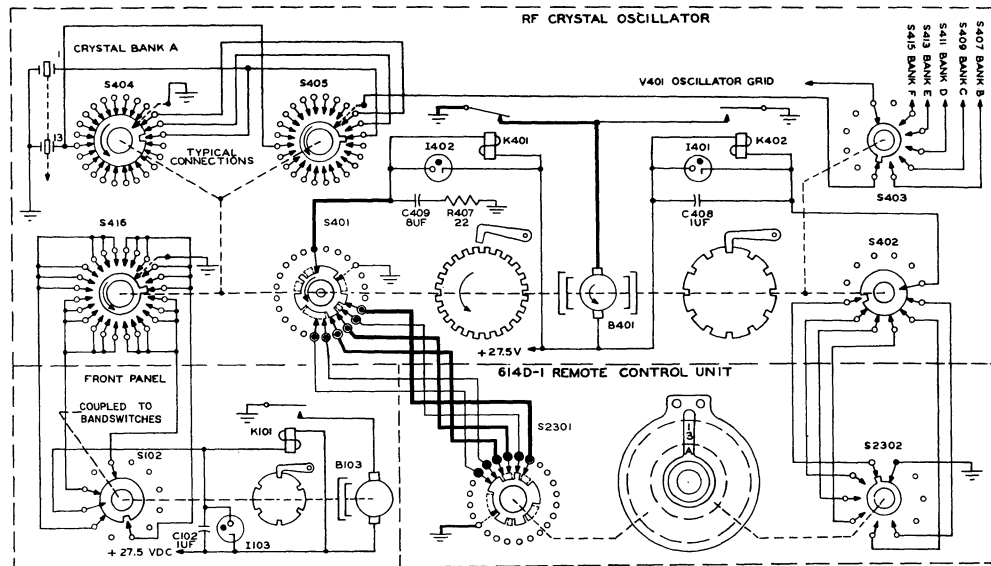 RF CRYSTAL OSCILLATOR
CRYSTAL BANK A
1
13
S404
S405
TYPICAL
CONNECTIONS
V401 OSCILLATOR GRID
S415 BANK F
S413 BANK E
S411 BANK D
S409 BANK C
S407 BANK B
S403
K401
I402
C409
8UF
R407
22
I401
K402
C408
1UF
S416
S401
S402
B401
+27.5V
FRONT PANEL
614D-1 REMOTE CONTROL UNIT
COUPLED TO
BANDSWITCHES
S102
K101
B103
C102
1UF
I103
+ 27.5 VDC
S2301
13
A
S2302